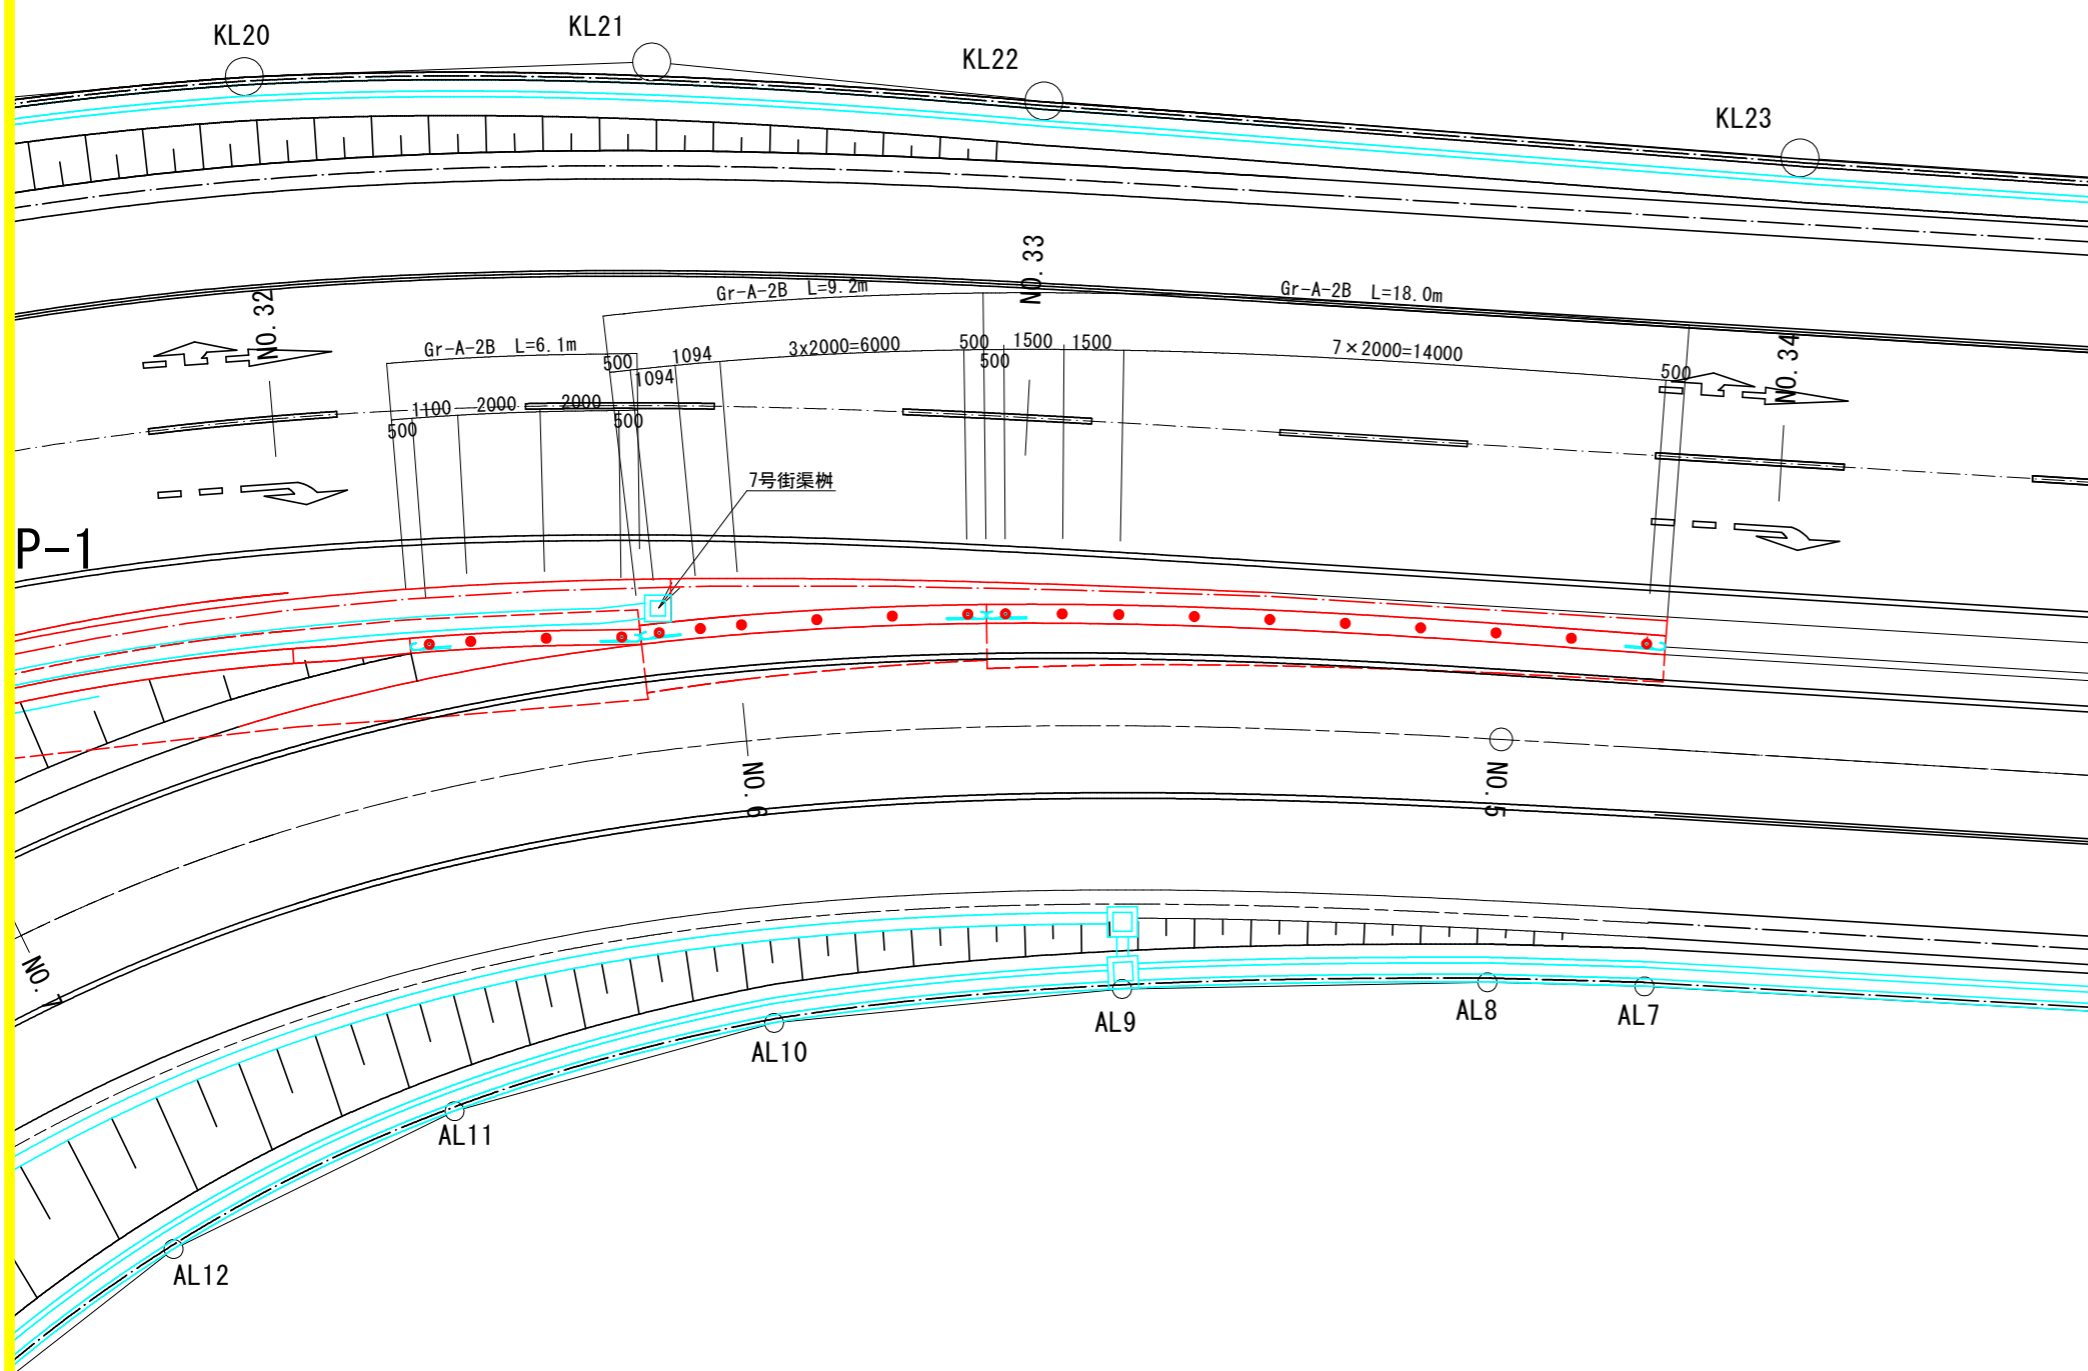 KL20
KL21
KL22
KL23
NO.32
NO.33
NO.34
Gr-A-2B L=9.2m
Gr-A-2B L=18.0m
Gr-A-2B L=6.1m
500
1094
1094
3x2000=6000
500
500
1500
1500
7×2000=14000
500
500
1100
2000
2000
500
7号街渠桝
P-1
NO.6
NO.5
NO.7
AL9
AL8
AL7
AL10
AL11
AL12